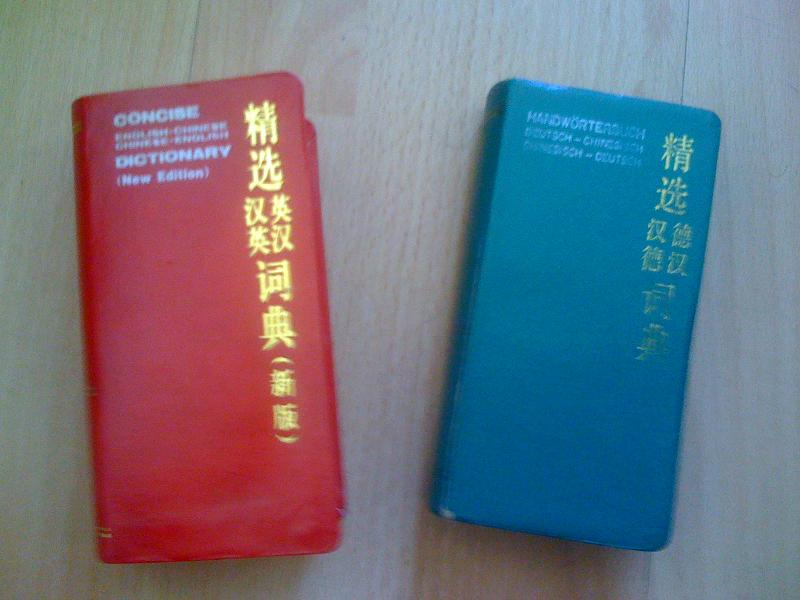 CONCISE
ENGLISH-CHINESE
CHINESE-ENGLISH
DICTIONARY
(New Edition)
精选英汉汉英词典(新版)
HANDWÖRTERBUCH
DEUTSCH – CHINESISCH
CHINESISCH – DEUTSCH
精选德汉汉德词典